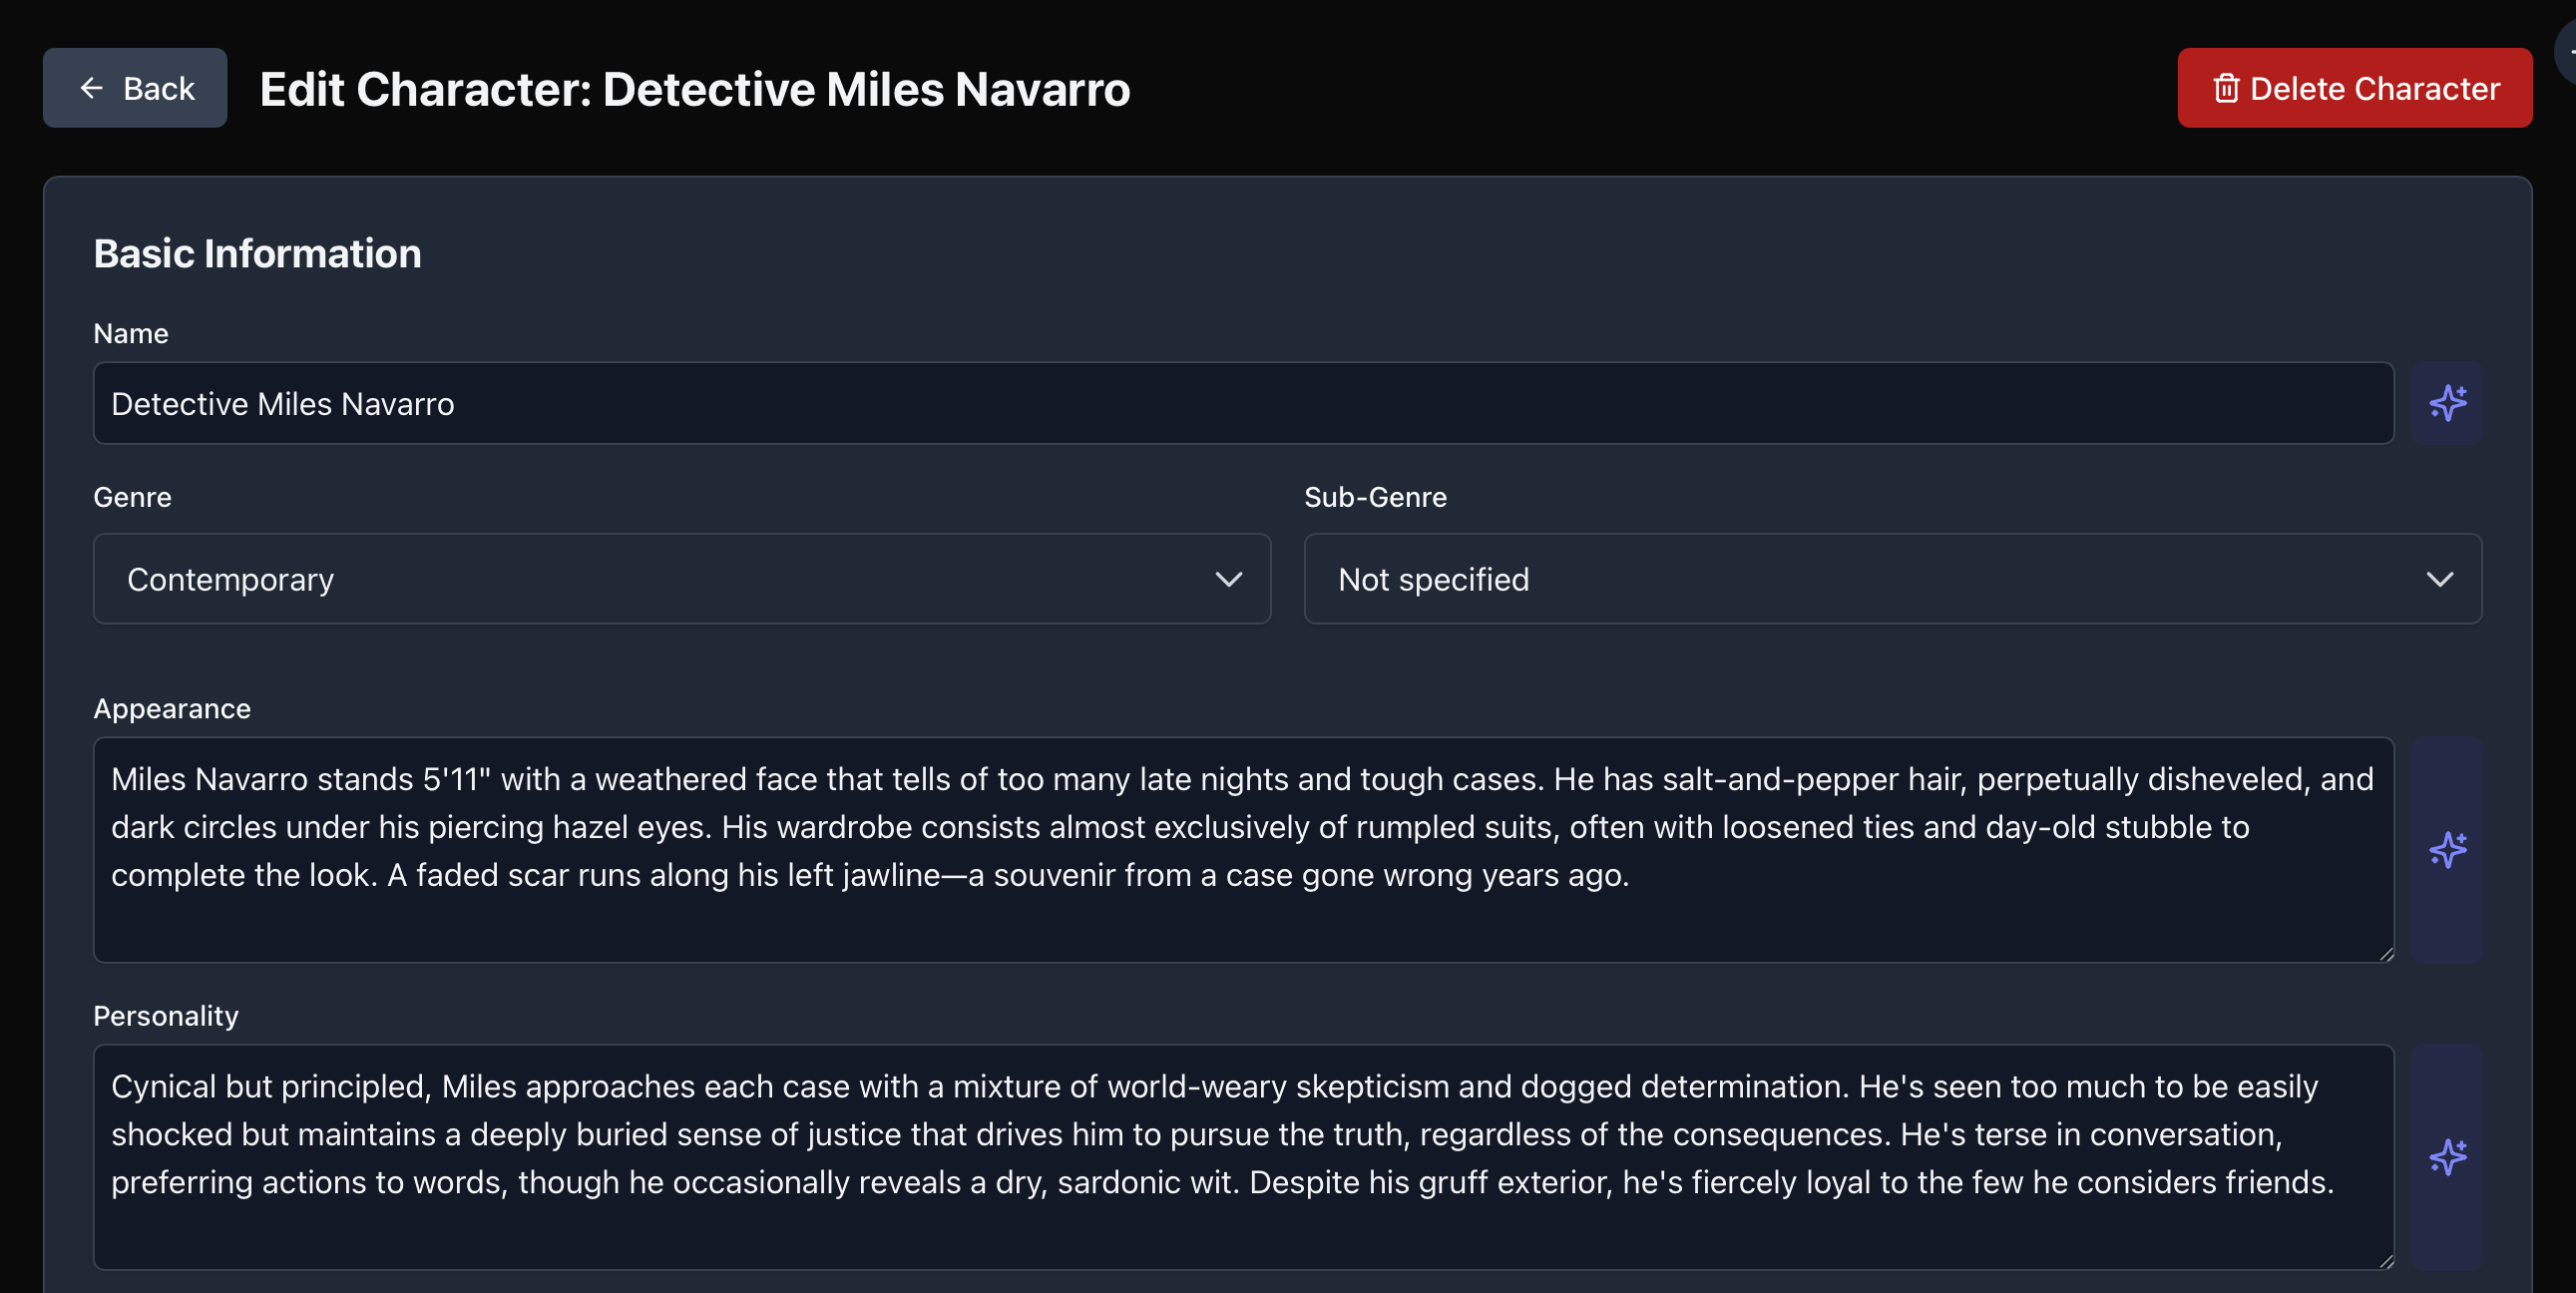 Back
Edit Character: Detective Miles Navarro
Delete Character
Basic Information
Name
Detective Miles Navarro
Genre
Sub-Genre
Contemporary
Not specified
Appearance
Miles Navarro stands 5'11" with a weathered face that tells of too many late nights and tough cases. He has salt-and-pepper hair, perpetually disheveled, and
dark circles under his piercing hazel eyes. His wardrobe consists almost exclusively of rumpled suits, often with loosened ties and day-old stubble to
complete the look. A faded scar runs along his left jawline—a souvenir from a case gone wrong years ago.
Personality
Cynical but principled, Miles approaches each case with a mixture of world-weary skepticism and dogged determination. He's seen too much to be easily
shocked but maintains a deeply buried sense of justice that drives him to pursue the truth, regardless of the consequences. He's terse in conversation,
preferring actions to words, though he occasionally reveals a dry, sardonic wit. Despite his gruff exterior, he's fiercely loyal to the few he considers friends.